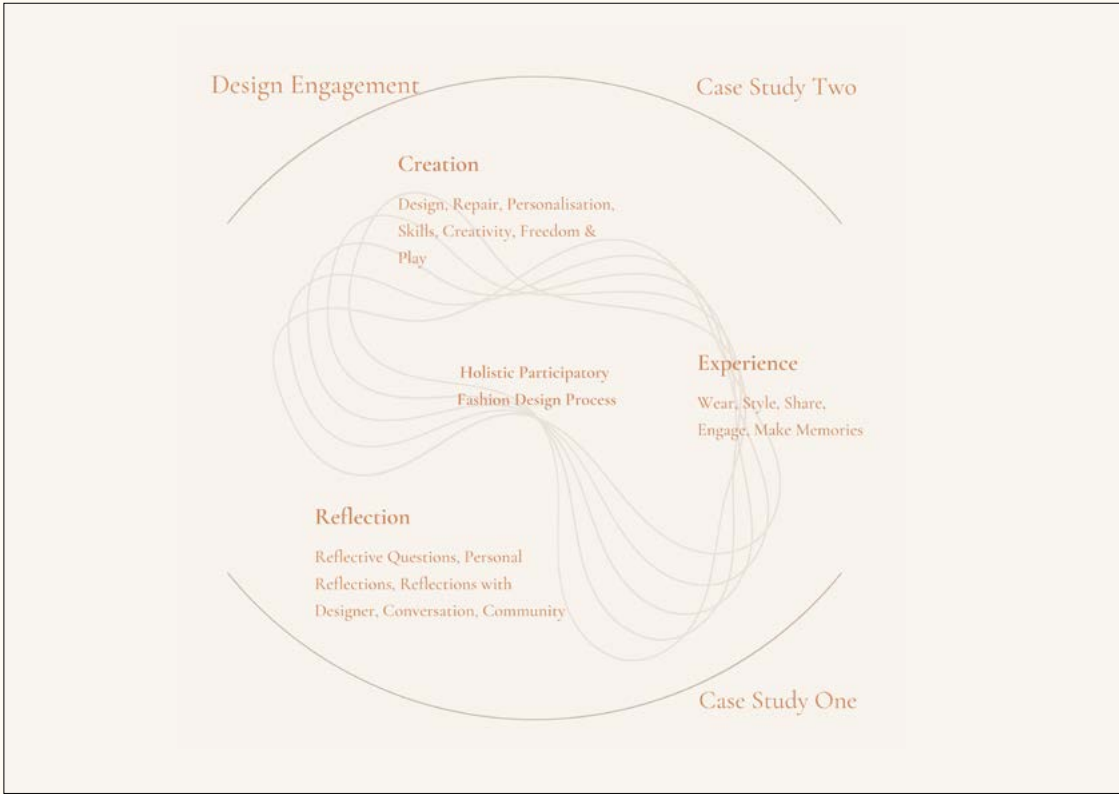 Design Engagement
Case Study Two
Creation
Design, Repair, Personalisation,
Skills, Creativity, Freedom &
Play
Holistic Participatory
Fashion Design Process
Experience
Wear, Style, Share,
Engage, Make Memories
Reflection
Reflective Questions, Personal
Reflections, Reflections with
Designer, Conversation, Community
Case Study One